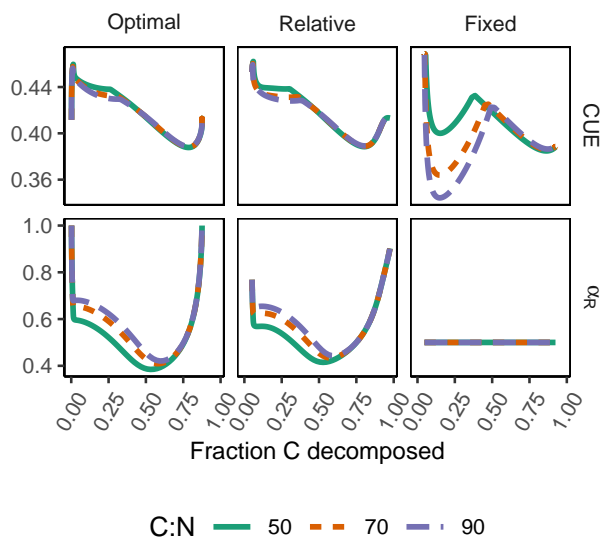 Optimal Relative Fixed
0.44
0.40
0.36
CUE
1.0
0.8
0.6
0.4
αR
0.00 0.25 0.50 0.75 1.00 0.00 0.25 0.50 0.75 1.00 0.00 0.25 0.50 0.75 1.00
Fraction C decomposed
C:N 50 70 90